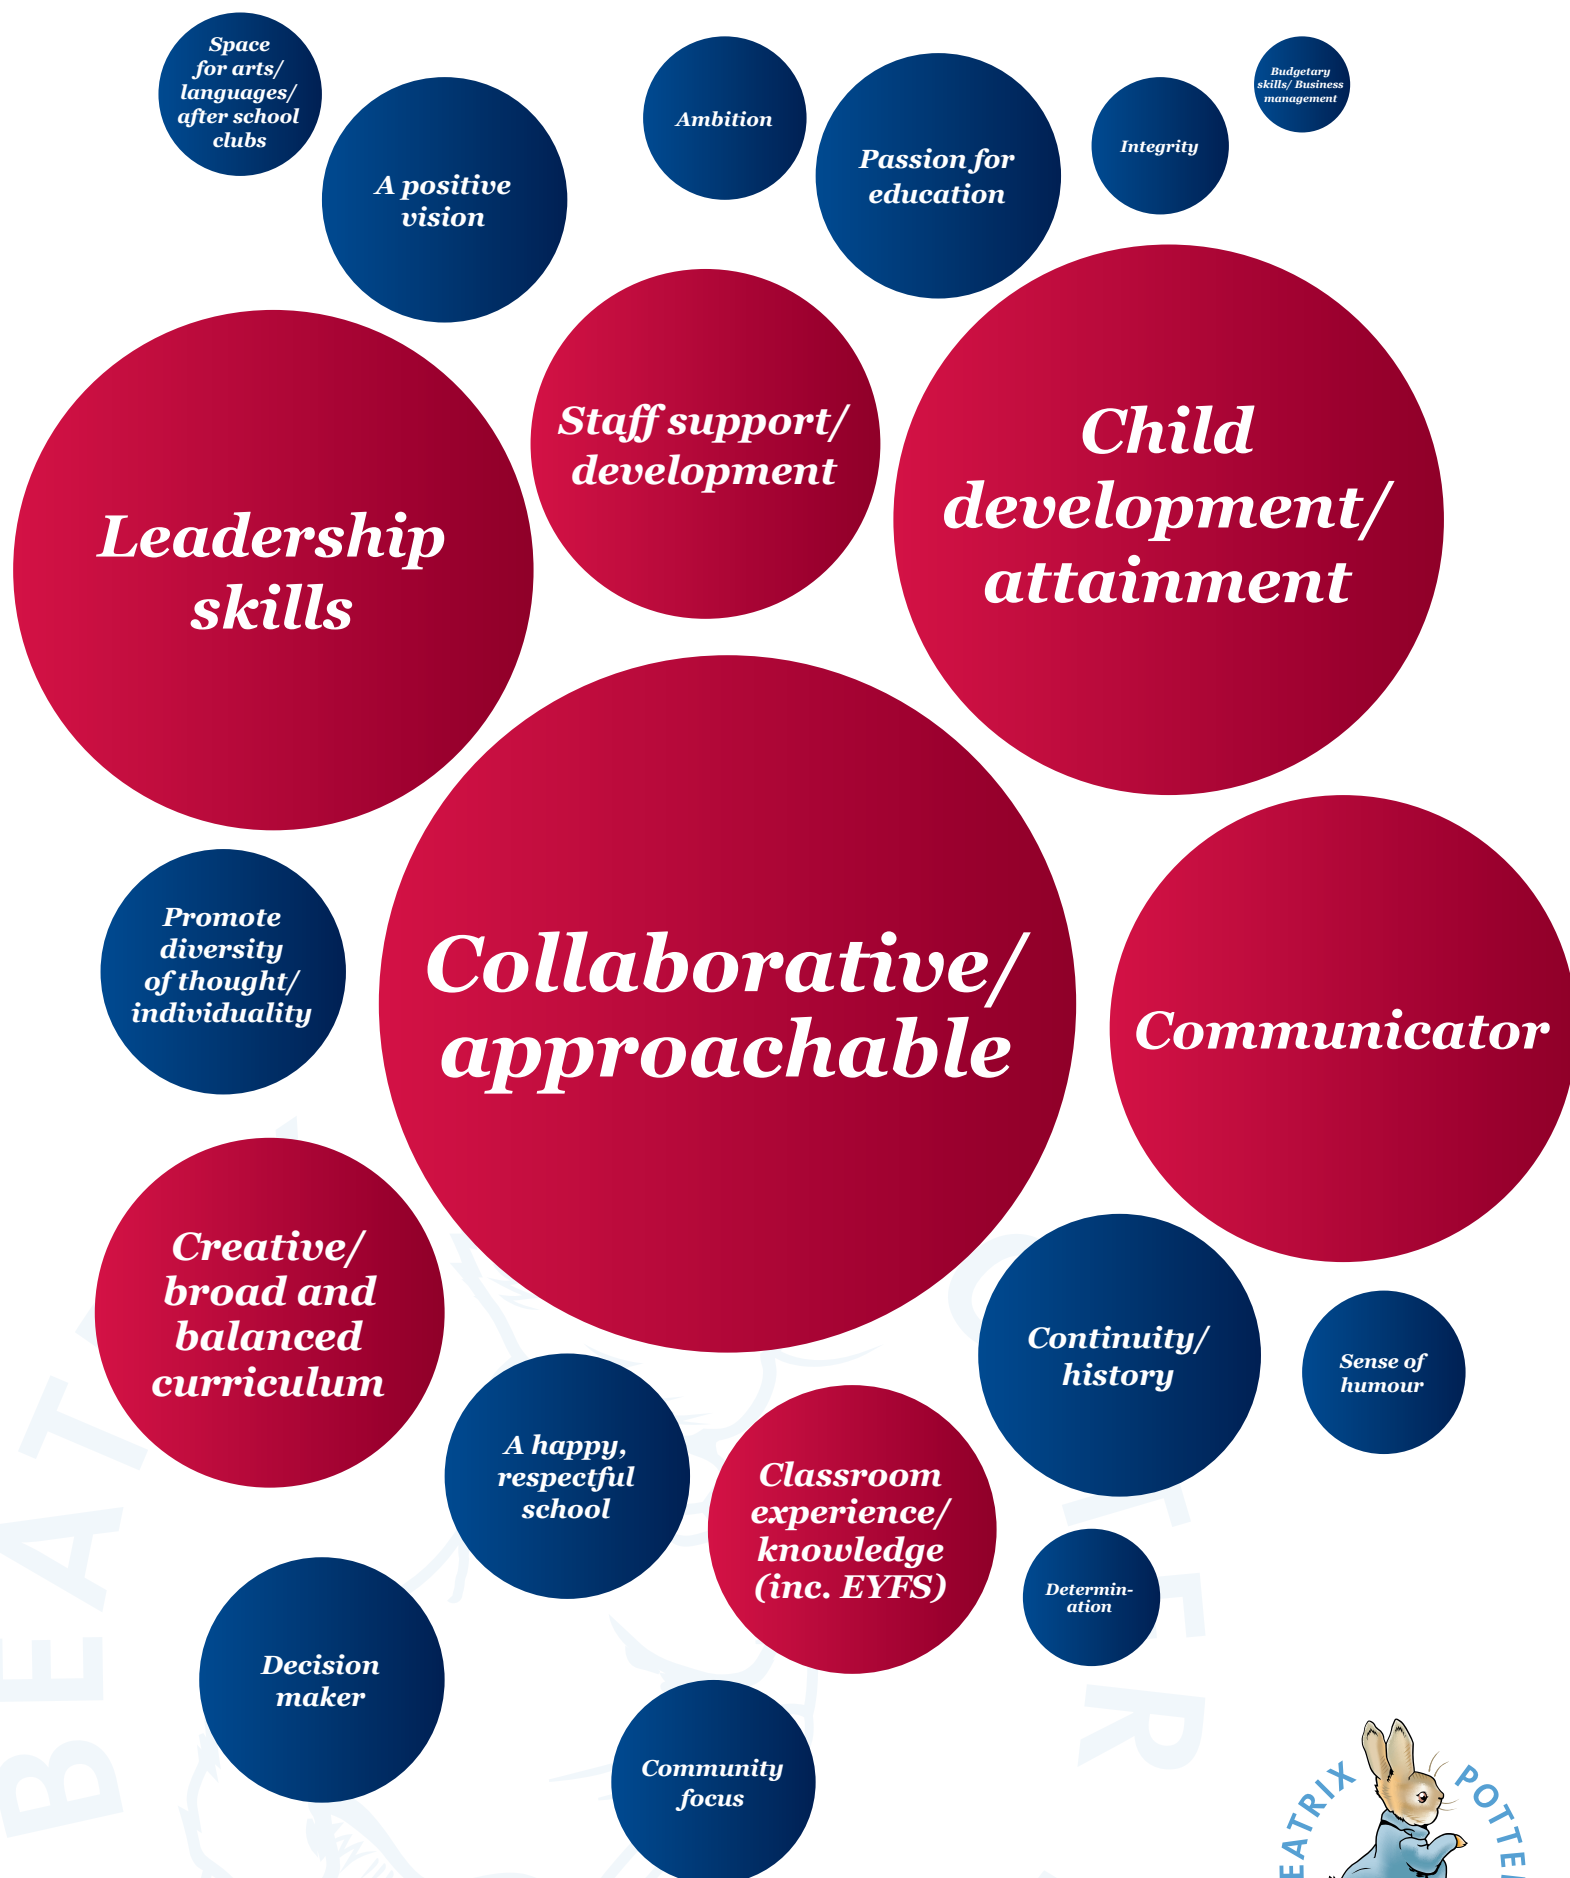 Space
for arts/
languages/
after school
clubs
A positive
vision
Ambition
Passion for
education
Integrity
Budgetary
skills/ Business
management
Leadership
skills
Staff support/
development
Child
development/
attainment
Promote
diversity
of thought/
individuality
Collaborative/
approachable
Communicator
Creative/
broad and
balanced
curriculum
A happy,
respectful
school
Classroom
experience/
knowledge
(inc. EYFS)
Continuity/
history
Sense of
humour
Determin-
ation
Decision
maker
Community
focus
EATRIX POTTE
BEAT
TER